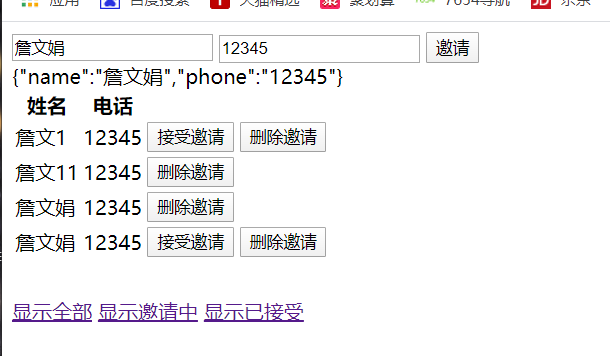 应用 百度搜索 天猫精选 聚划算 7654导航 京东
詹文娟 12345 邀请
{"name":"詹文娟","phone":"12345"}
姓名 电话
詹文1 12345 接受邀请 删除邀请
詹文11 12345 删除邀请
詹文娟 12345 删除邀请
詹文娟 12345 接受邀请 删除邀请
显示全部 显示邀请中 显示已接受